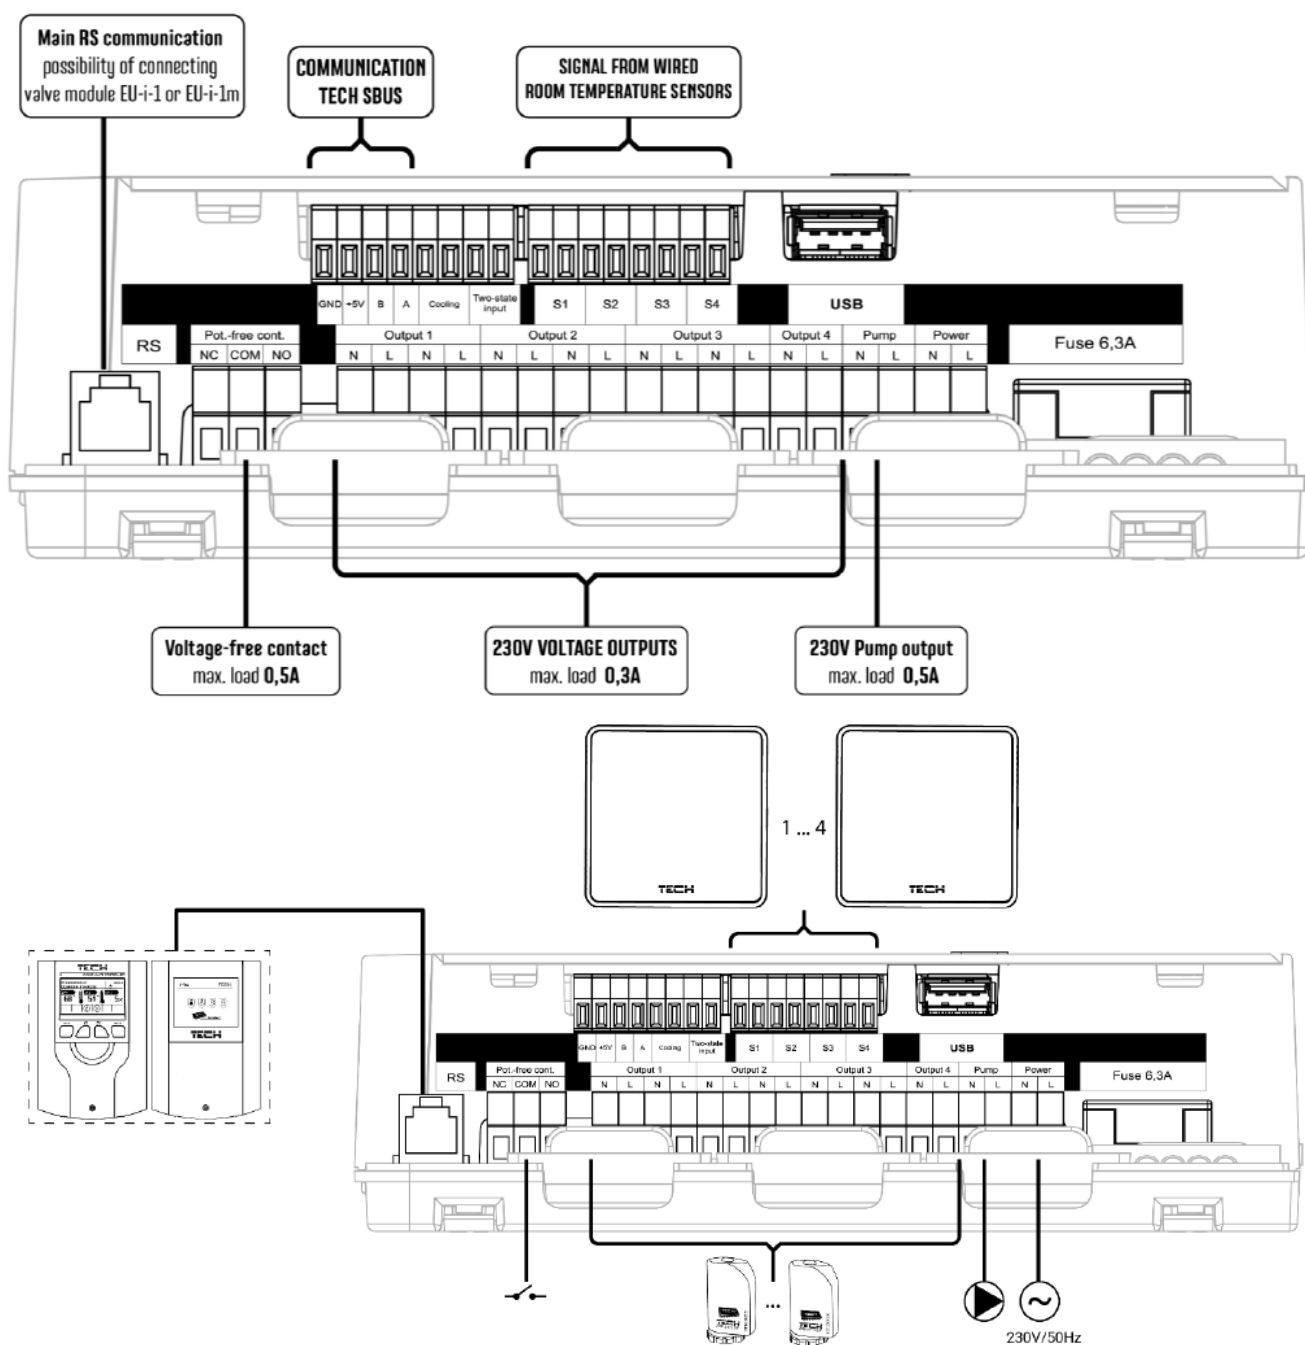 Main RS communication
possibility of connecting
valve module EU-i-1 or EU-i-1m
COMMUNICATION
TECH SBUS
SIGNAL FROM WIRED
ROOM TEMPERATURE SENSORS
GND +5V B A Cooling Two-state input S1 S2 S3 S4 USB
RS Pot.-free cont. Output 1 Output 2 Output 3 Output 4 Pump Power Fuse 6,3A
NC COM NO N L N L N L N L N L N L N L N L N L
Voltage-free contact
max. load 0,5A
230V VOLTAGE OUTPUTS
max. load 0,3A
230V Pump output
max. load 0,5A
1 ... 4
TECH
TECH
TECH
TECH
TECH
GND +5V B A Cooling Two-state input S1 S2 S3 S4 USB
RS Pot.-free cont. Output 1 Output 2 Output 3 Output 4 Pump Power Fuse 6,3A
NC COM NO N L N L N L N L N L N L N L N L N L
...
TECH
TECH
230V/50Hz